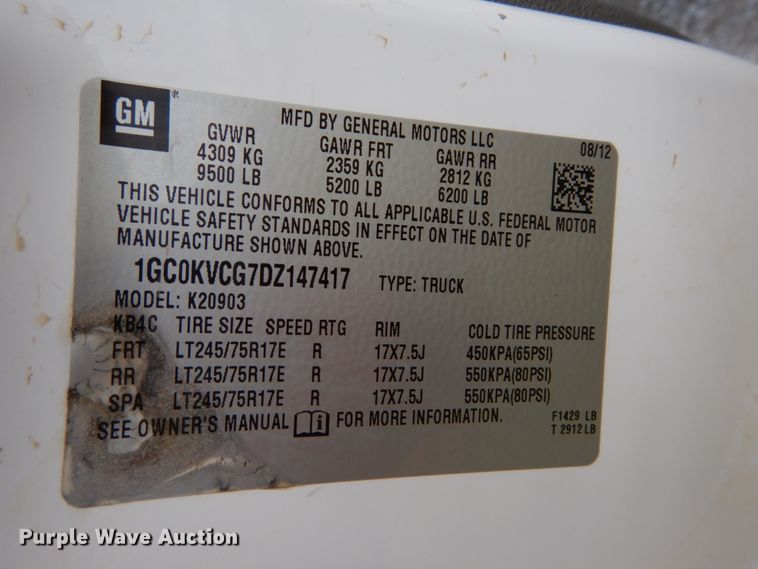 GM®
MFD BY GENERAL MOTORS LLC
08/12
GVWR GAWR FRT GAWR RR
4309 KG 2359 KG 2812 KG
9500 LB 5200 LB 6200 LB
THIS VEHICLE CONFORMS TO ALL APPLICABLE U.S. FEDERAL MOTOR
VEHICLE SAFETY STANDARDS IN EFFECT ON THE DATE OF
MANUFACTURE SHOWN ABOVE.
1GC0KVCG7DZ147417 TYPE: TRUCK
MODEL: K20903
KB4C TIRE SIZE SPEED RTG RIM COLD TIRE PRESSURE
FRT LT245/75R17E R 17X7.5J 450KPA(65PSI)
RR LT245/75R17E R 17X7.5J 550KPA(80PSI)
SPA LT245/75R17E R 17X7.5J 550KPA(80PSI)
SEE OWNER'S MANUAL FOR MORE INFORMATION.
F1429 LB
T 2912 LB
Purple Wave Auction